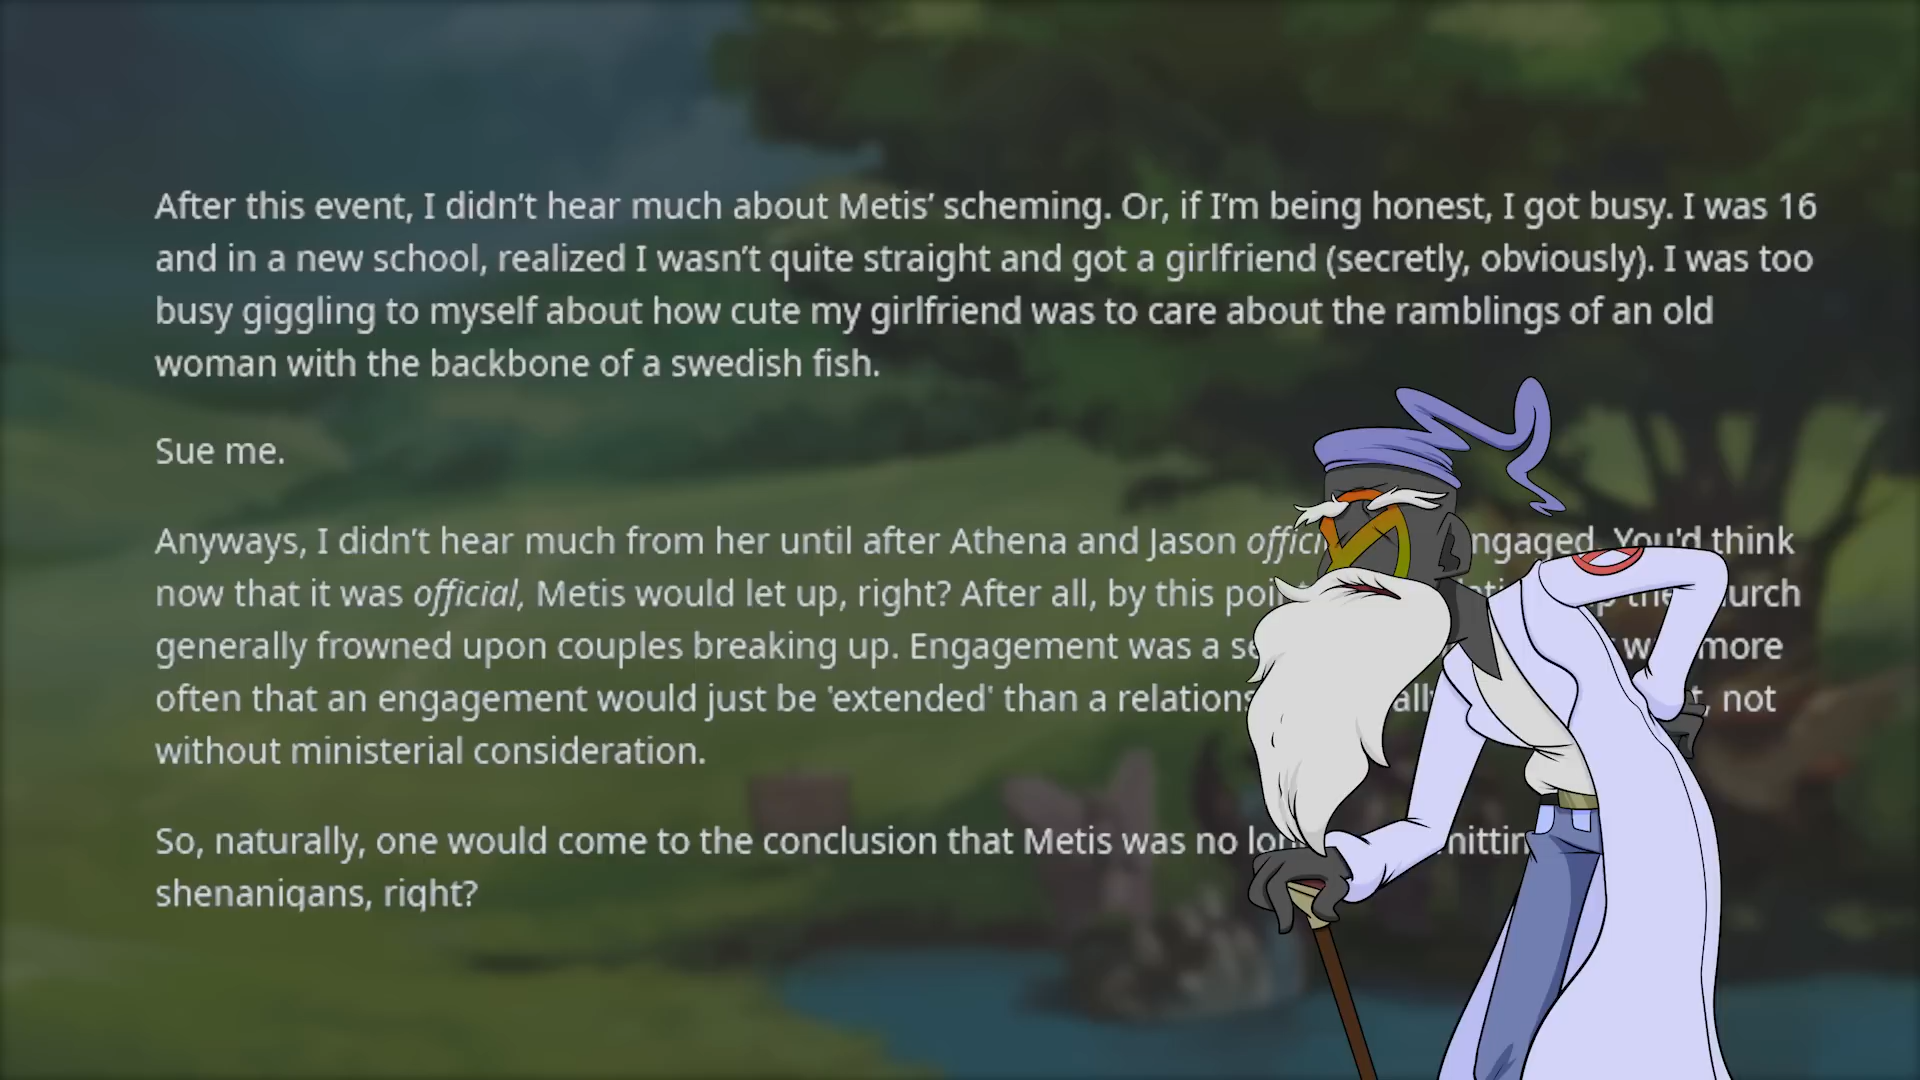 After this event, I didn’t hear much about Metis’ scheming. Or, if I’m being honest, I got busy. I was 16
and in a new school, realized I wasn’t quite straight and got a girlfriend (secretly, obviously). I was too
busy giggling to myself about how cute my girlfriend was to care about the ramblings of an old
woman with the backbone of a swedish fish.
Sue me.
Anyways, I didn’t hear much from her until after Athena and Jason You'd think
now that it was official, Metis would let up, right? After all, by this
generally frowned upon couples breaking up. Engagement was a more
often that an engagement would just be 'extended' than a not
without ministerial consideration.
So, naturally, one would come to the conclusion that Metis was no
shenanigans, right?